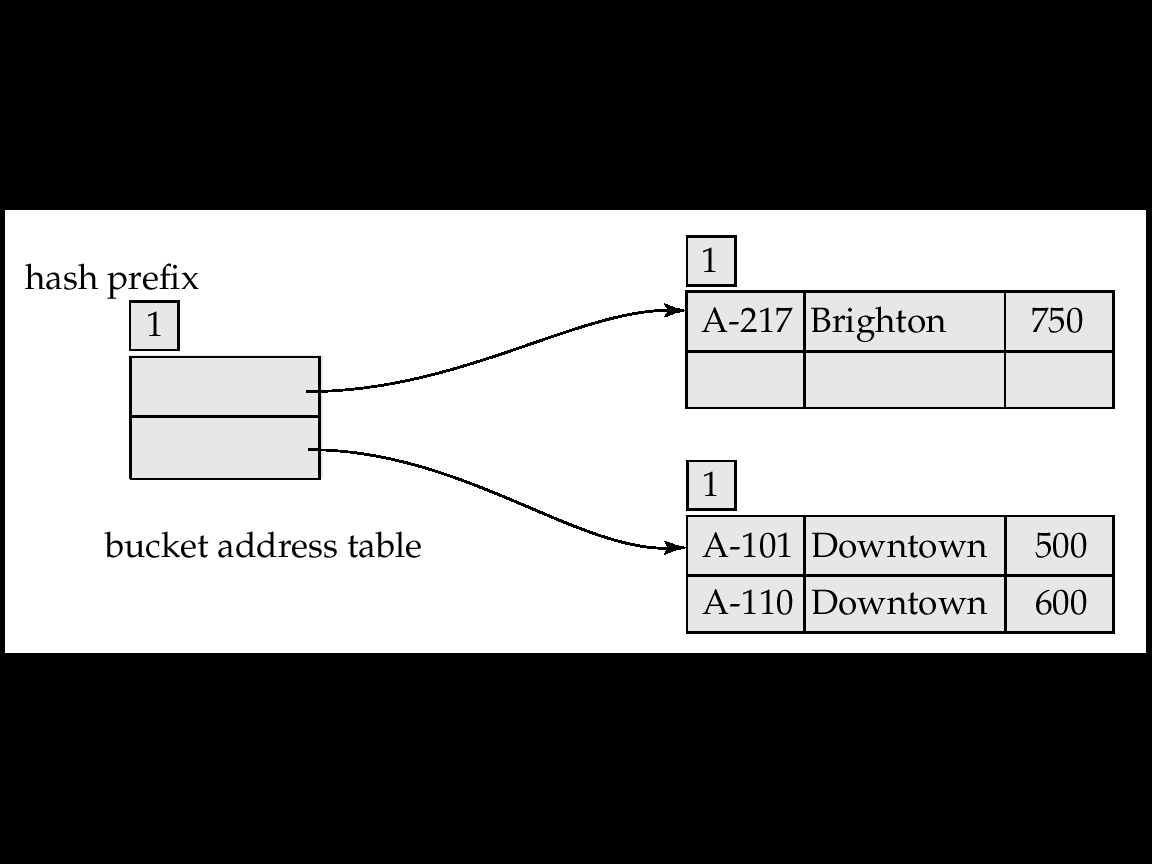 hash prefix
1
bucket address table
1
A-217 Brighton 750
1
A-101 Downtown 500
A-110 Downtown 600